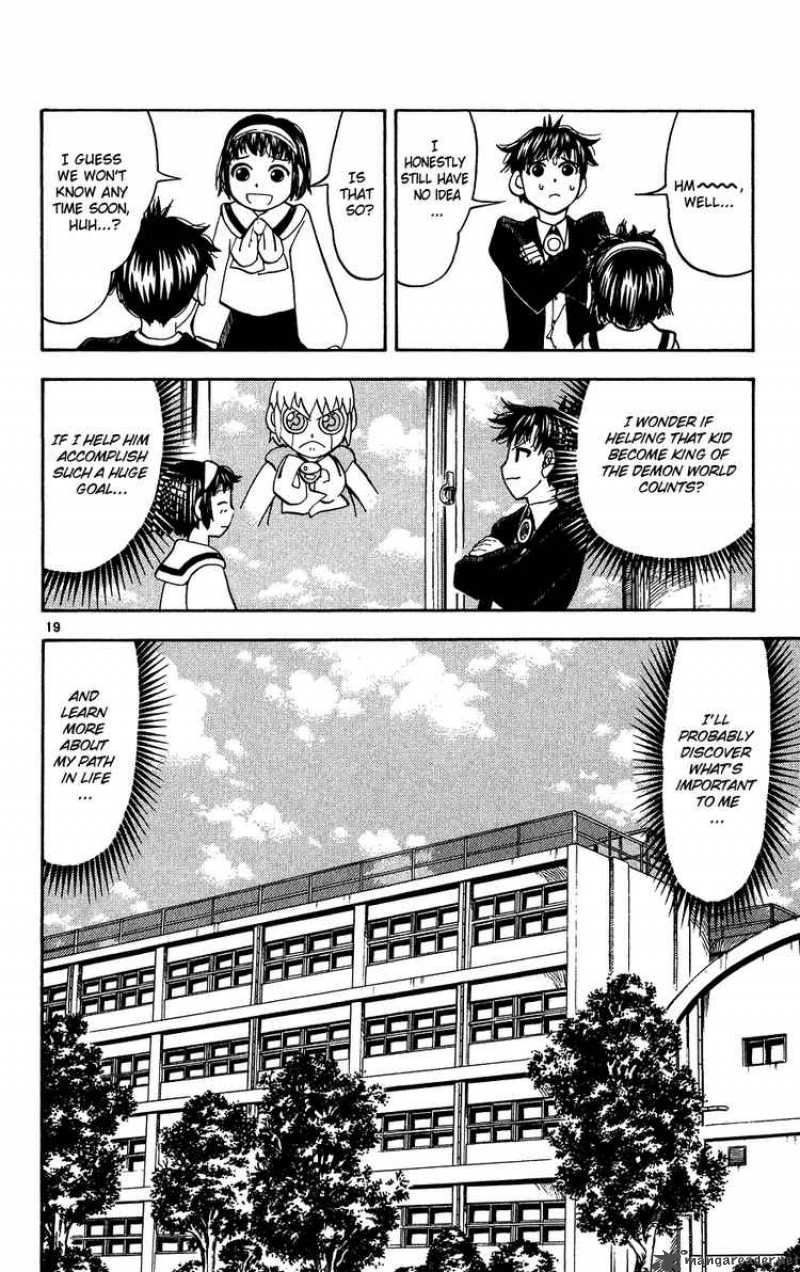 HM~~~~,
WELL...
I
HONESTLY
STILL HAVE
NO IDEA
...
IS
THAT
SO?
I GUESS
WE WON'T
KNOW ANY
TIME SOON,
HUH...?
I WONDER IF
HELPING THAT KID
BECOME KING OF
THE DEMON WORLD
COUNTS?
IF I HELP HIM
ACCOMPLISH
SUCH A HUGE
GOAL...
19
I'LL
PROBABLY
DISCOVER
WHAT'S
IMPORTANT
TO ME
...
AND
LEARN
MORE
ABOUT
MY PATH
IN LIFE
...
mangareader.net